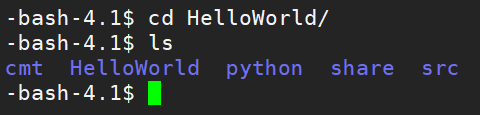 -bash-4.1$ cd HelloWorld/
-bash-4.1$ ls
cmt  HelloWorld  python  share  src
-bash-4.1$